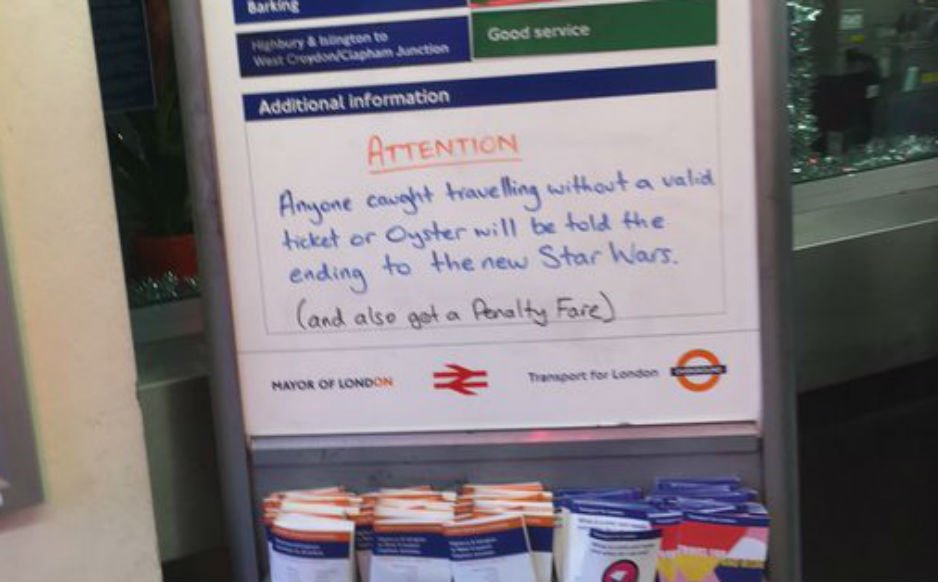 Barking
Highbury & Islington to
West Croydon/Clapham Junction
Good service
Additional information
ATTENTION
Anyone caught travelling without a valid
ticket or Oyster will be told the
ending to the new Star Wars.
(and also get a Penalty Fare)
MAYOR OF LONDON
Transport for London
OVERGROUND